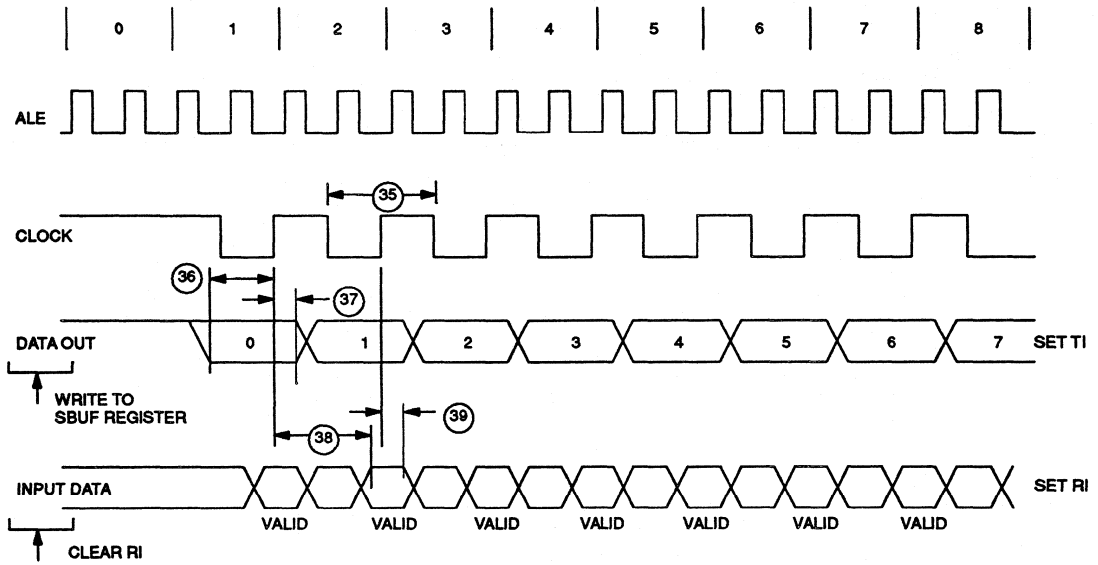 0 1 2 3 4 5 6 7 8
ALE
35
CLOCK
36
37
DATA OUT 0 1 2 3 4 5 6 7 SET TI
WRITE TO
SBUF REGISTER
39
38
INPUT DATA SET RI
VALID VALID VALID VALID VALID VALID VALID
CLEAR RI